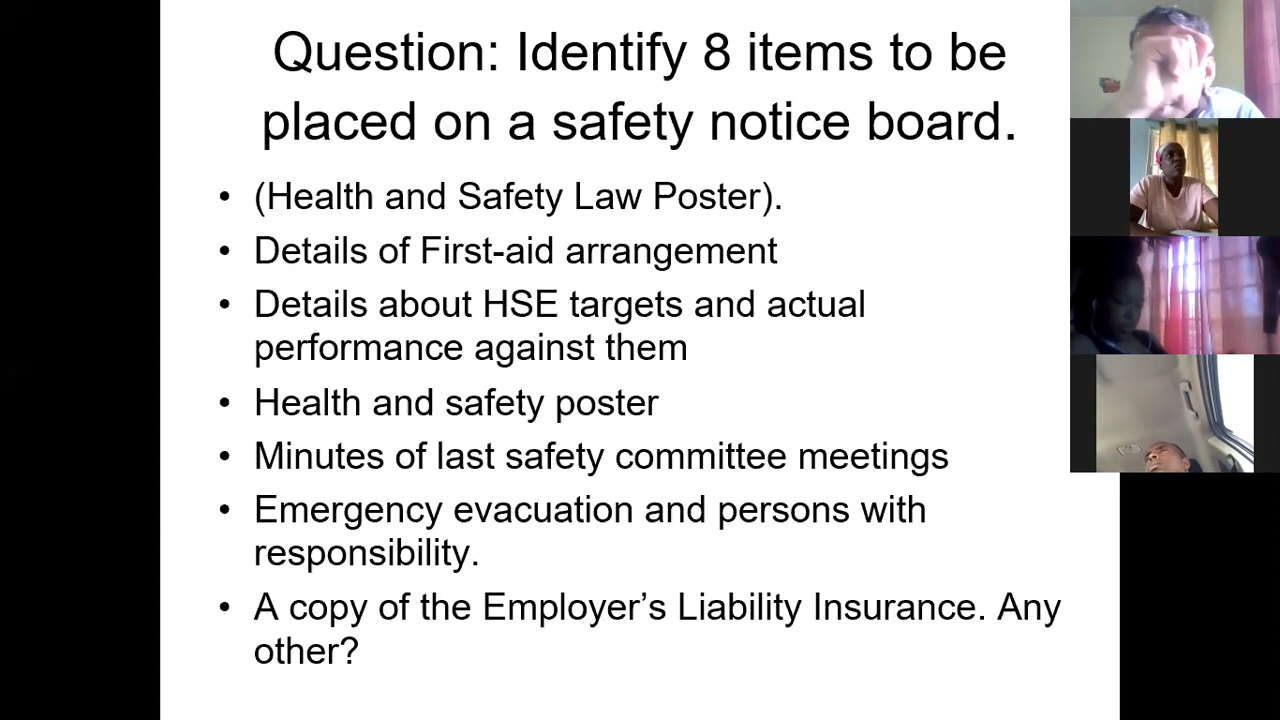 Question: Identify 8 items to be
placed on a safety notice board.
• (Health and Safety Law Poster).
• Details of First-aid arrangement
• Details about HSE targets and actual
performance against them
• Health and safety poster
• Minutes of last safety committee meetings
• Emergency evacuation and persons with
responsibility.
• A copy of the Employer’s Liability Insurance. Any
other?